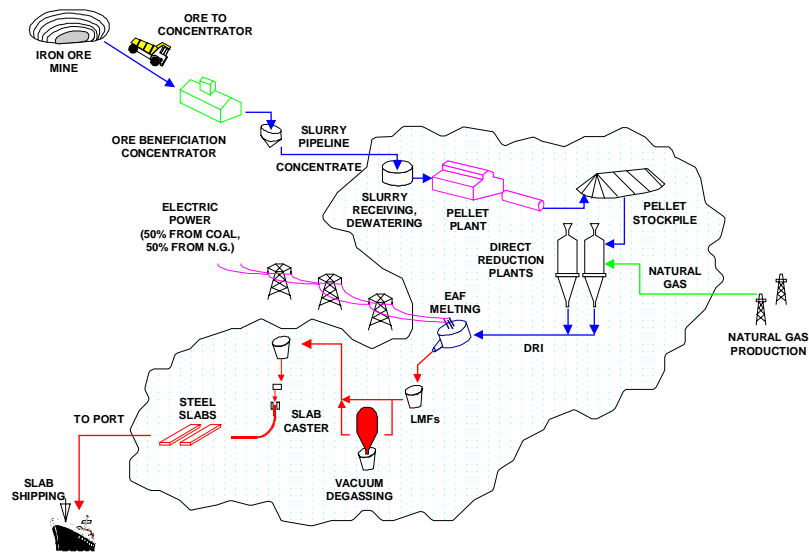 ORE TO
CONCENTRATOR
IRON ORE
MINE
ORE BENEFICIATION
CONCENTRATOR
SLURRY
PIPELINE
CONCENTRATE
SLURRY
RECEIVING,
DEWATERING
PELLET
PLANT
PELLET
STOCKPILE
ELECTRIC
POWER
(50% FROM COAL,
50% FROM N.G.)
DIRECT
REDUCTION
PLANTS
NATURAL
GAS
NATURAL GAS
PRODUCTION
EAF
MELTING
DRI
LMFs
VACUUM
DEGASSING
SLAB
CASTER
STEEL
SLABS
TO PORT
SLAB
SHIPPING